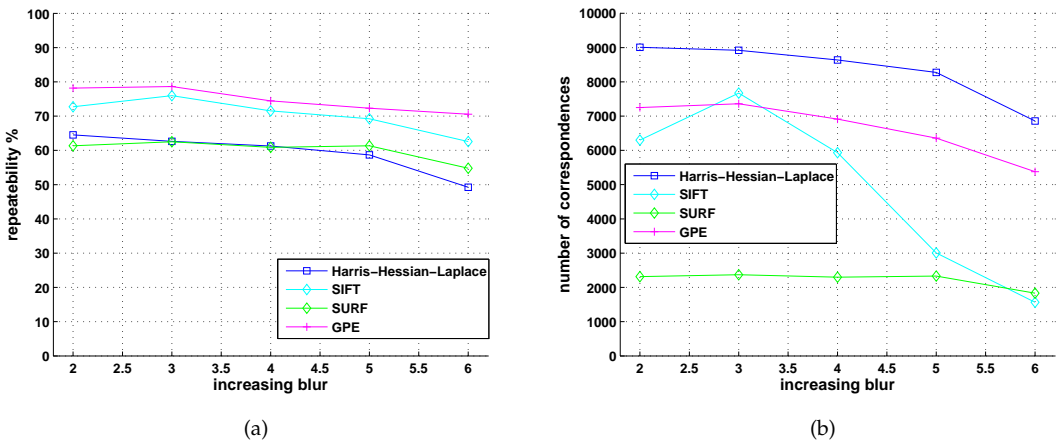 100
90
80
70
60
50
40
30
20
10
0
repeatebility %
Harris−Hessian−Laplace
SIFT
SURF
GPE
2 2.5 3 3.5 4 4.5 5 5.5 6
increasing blur
(a)
10000
9000
8000
7000
6000
5000
4000
3000
2000
1000
0
number of correspondences
Harris−Hessian−Laplace
SIFT
SURF
GPE
2 2.5 3 3.5 4 4.5 5 5.5 6
increasing blur
(b)